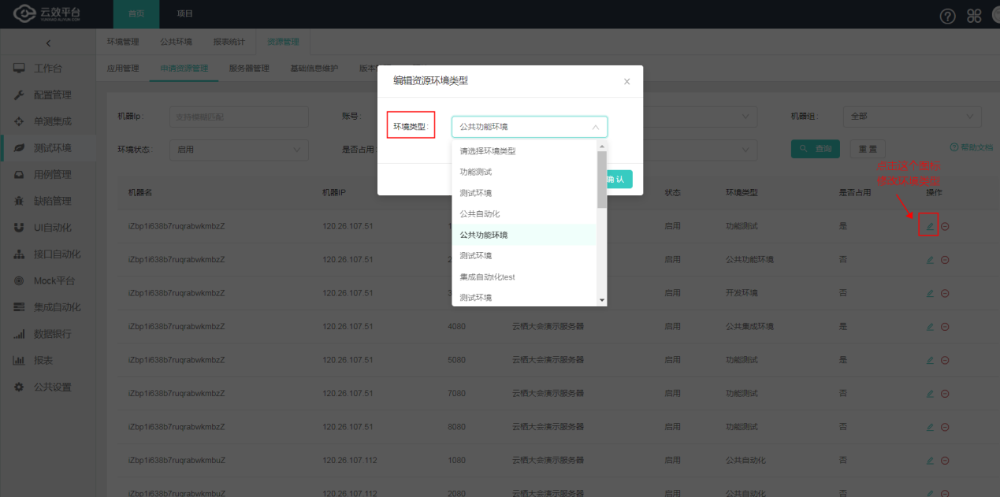 云效平台 首页 项目
YUNXIAO.ALIYUN.COM
环境管理 公共环境 报表统计 资源管理
应用管理 申请资源管理 服务器管理 基础信息维护
工作台
配置管理
单测集成
测试环境
用例管理
缺陷管理
UI自动化
接口自动化
Mock平台
集成自动化
数据银行
报表
公共设置
机器Ip: 支持模糊匹配 账号: 机器组: 全部
环境状态: 启用 是否占用: 查询 重置 帮助文档
编辑资源环境类型
环境类型: 公共功能环境
请选择环境类型
功能测试
测试环境
公共自动化
公共功能环境
测试环境
集成自动t化test
测试环境
确 认
点击这个图标
修改环境类型
机器名 机器IP 状态 环境类型 是否占用 操作
iZbp1i638b7ruqrabwkmbzZ 120.26.107.51 启用 功能测试 是
iZbp1i638b7ruqrabwkmbzZ 120.26.107.51 启用 公共功能环境 否
iZbp1i638b7ruqrabwkmbzZ 120.26.107.51 启用 开发环境 否
iZbp1i638b7ruqrabwkmbzZ 120.26.107.51 4080 云栖大会演示服务器 启用 公共集成环境 是
iZbp1i638b7ruqrabwkmbzZ 120.26.107.51 5080 云栖大会演示服务器 启用 功能测试 是
iZbp1i638b7ruqrabwkmbzZ 120.26.107.51 7080 云栖大会演示服务器 启用 功能测试 否
iZbp1i638b7ruqrabwkmbzZ 120.26.107.51 8080 云栖大会演示服务器 启用 功能测试 否
iZbp1i638b7ruqrabwkmbuZ 120.26.107.112 1080 云栖大会演示服务器 启用 公共自动化 否
iZbp1i638b7ruqrabwkmbuZ 120.26.107.112 2080 云栖大会演示服务器 启用 公共自动化 否